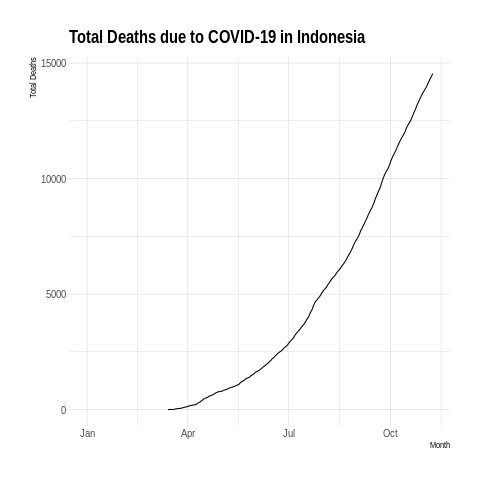 Total Deaths due to COVID-19 in Indonesia
Total Deaths
15000
10000
5000
0
Jan Apr Jul Oct
Month